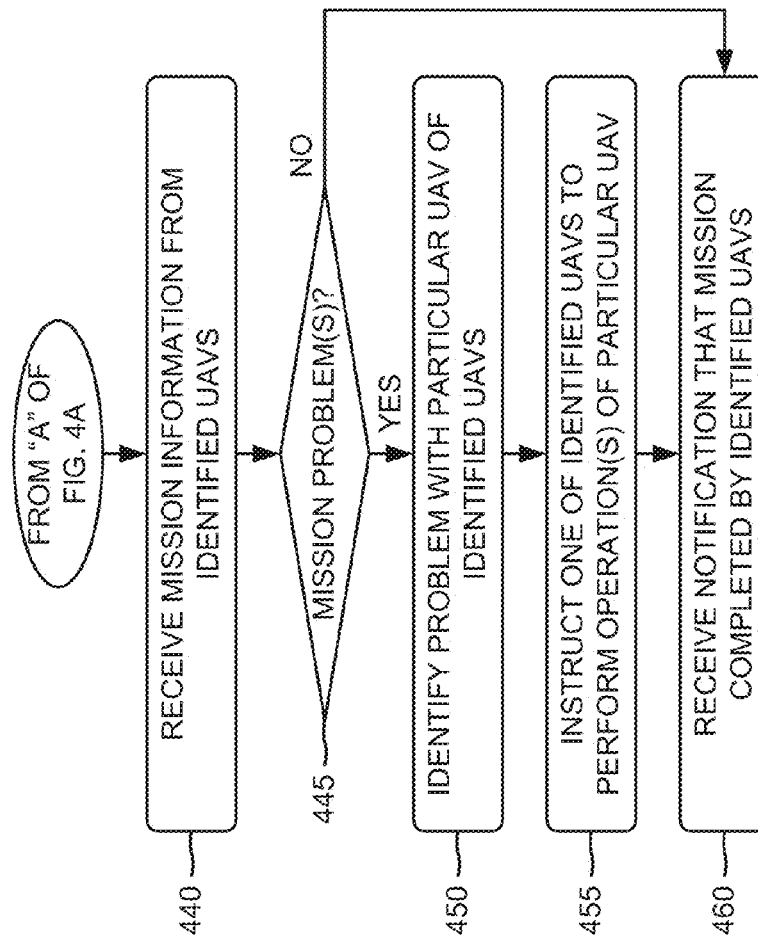 FROM "A" OF
FIG. 4A
440
RECEIVE MISSION INFORMATION FROM
IDENTIFIED UAVS
445
MISSION PROBLEM(S)?
NO
YES
450
IDENTIFY PROBLEM WITH PARTICULAR UAV OF
IDENTIFIED UAVS
455
INSTRUCT ONE OF IDENTIFIED UAVS TO
PERFORM OPERATION(S) OF PARTICULAR UAV
460
RECEIVE NOTIFICATION THAT MISSION
COMPLETED BY IDENTIFIED UAVS